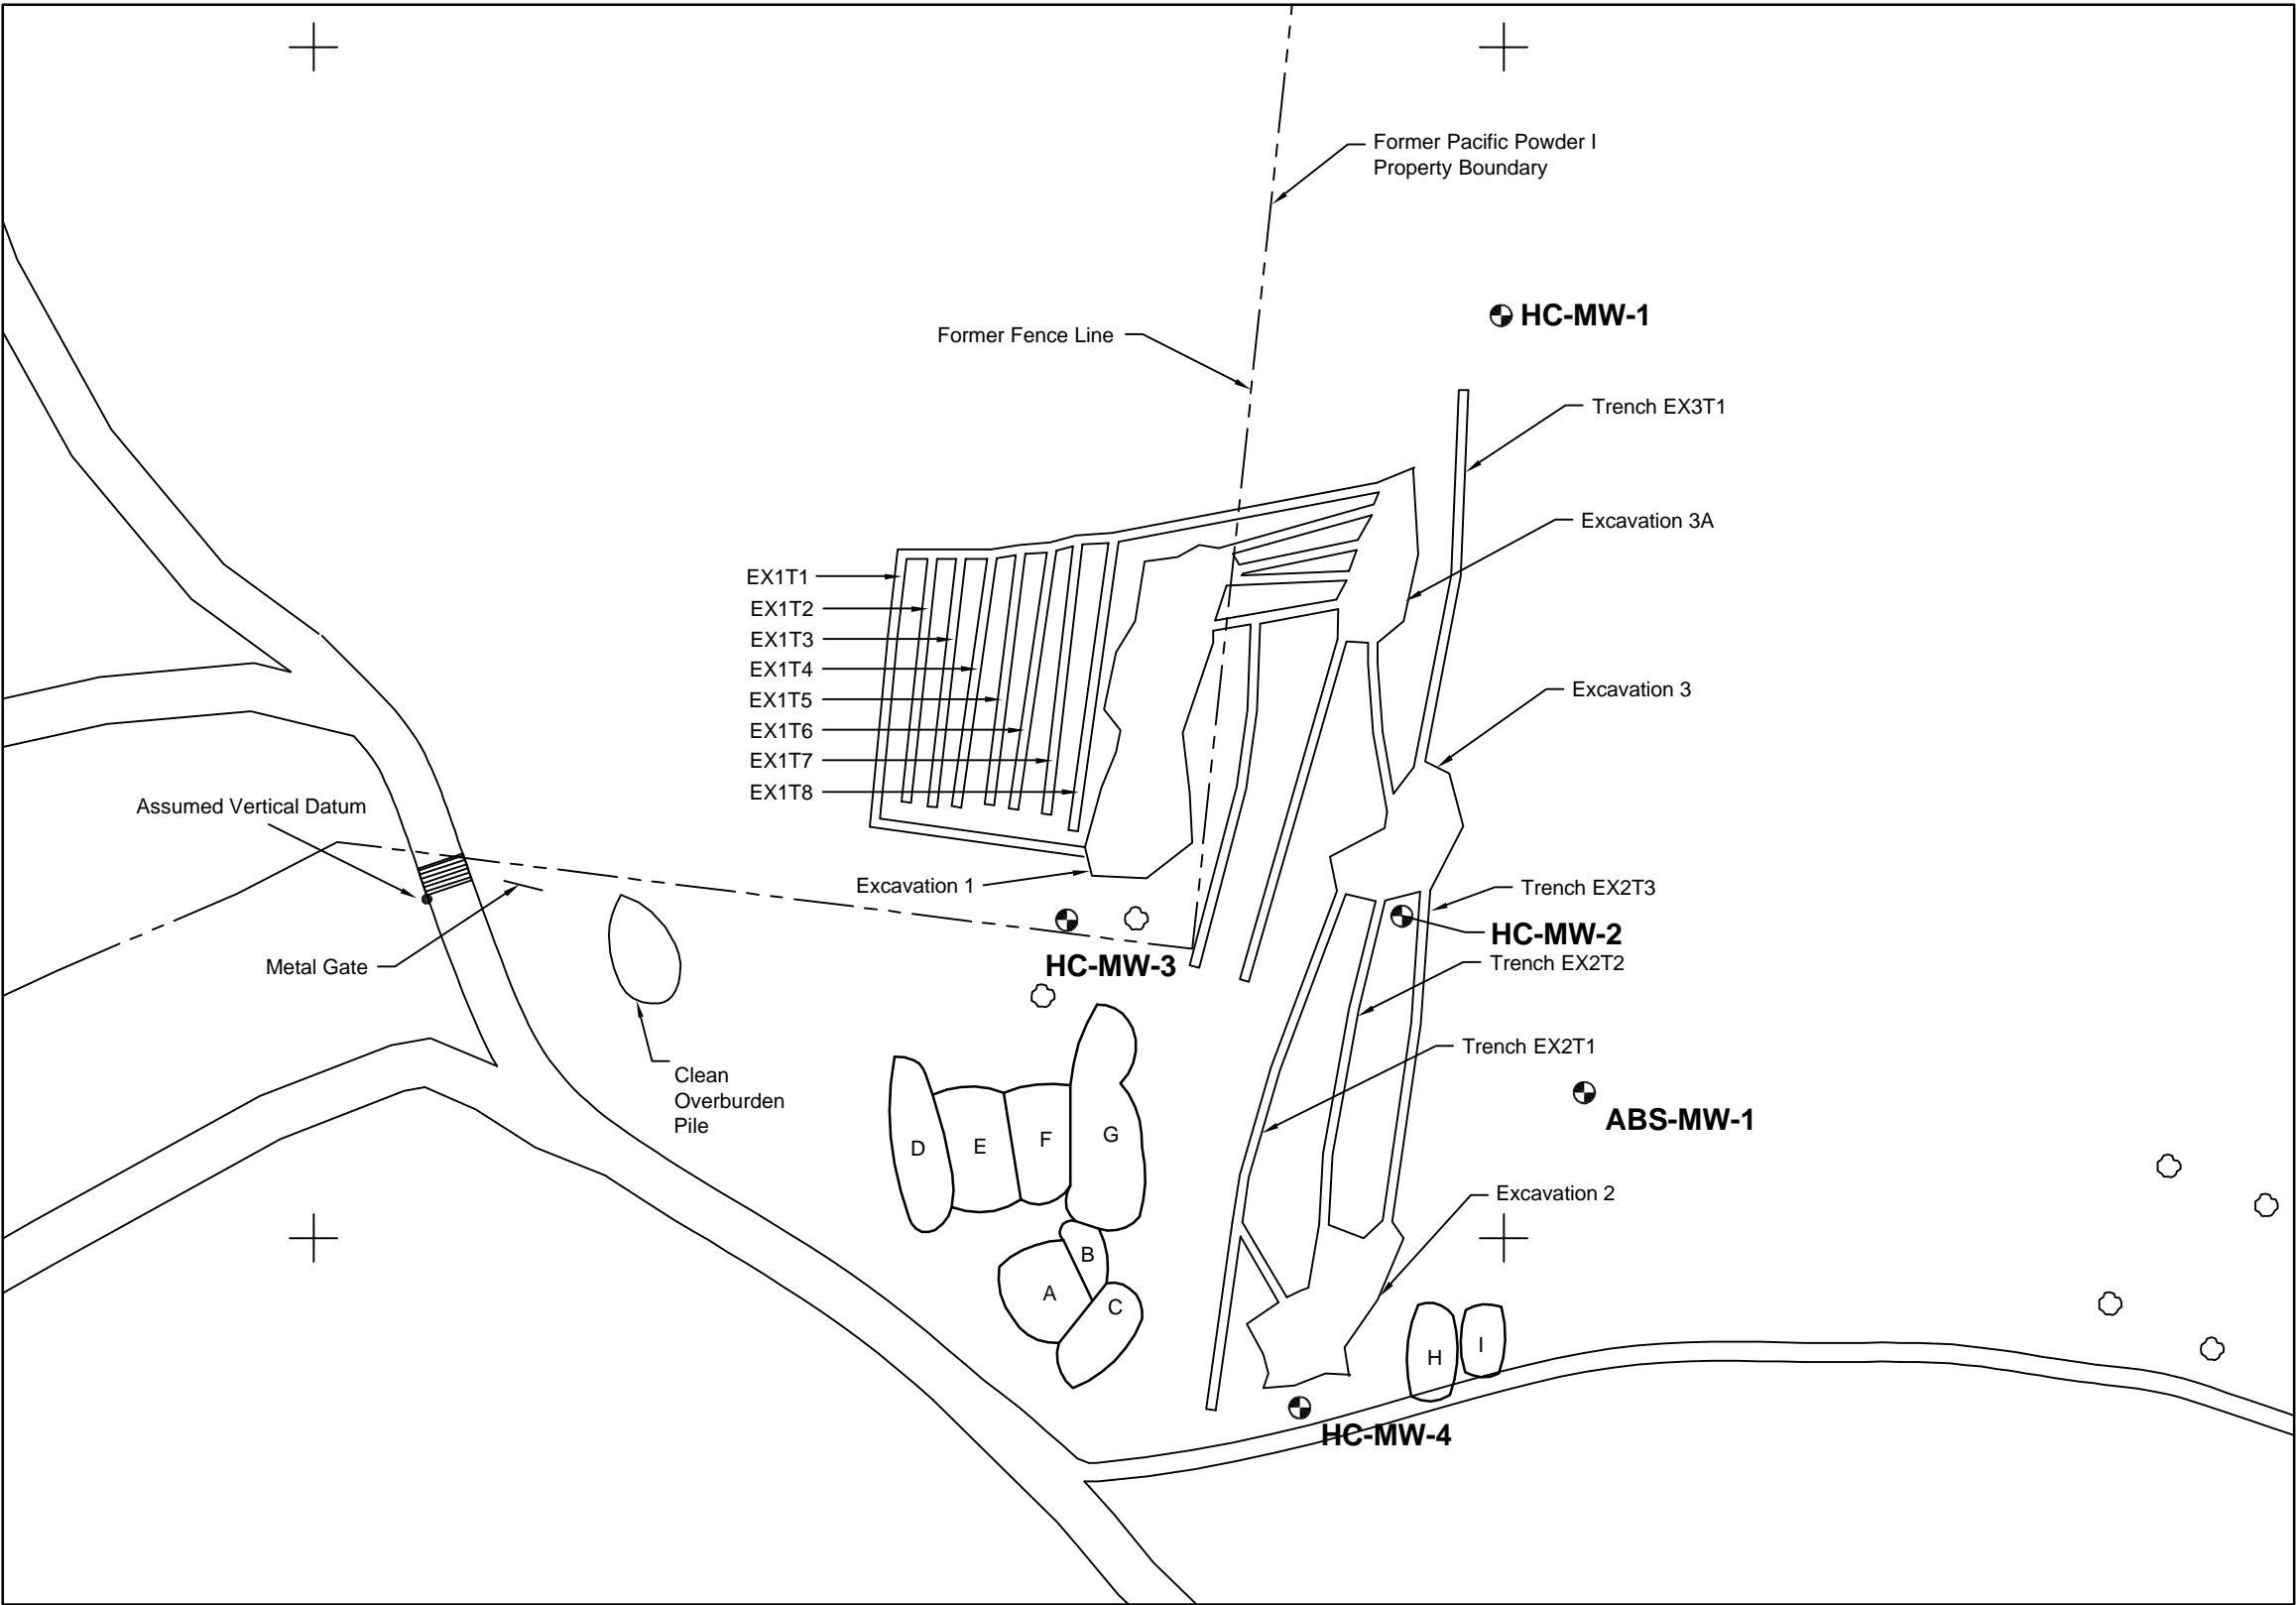 Former Pacific Powder I
Property Boundary
HC-MW-1
Former Fence Line
Trench EX3T1
Excavation 3A
EX1T1
EX1T2
EX1T3
EX1T4
EX1T5
EX1T6
EX1T7
EX1T8
Excavation 3
Assumed Vertical Datum
Excavation 1
Trench EX2T3
HC-MW-2
Trench EX2T2
Metal Gate
HC-MW-3
Trench EX2T1
Clean
Overburden
Pile
ABS-MW-1
D
E
F
G
Excavation 2
B
A
C
H
I
HC-MW-4